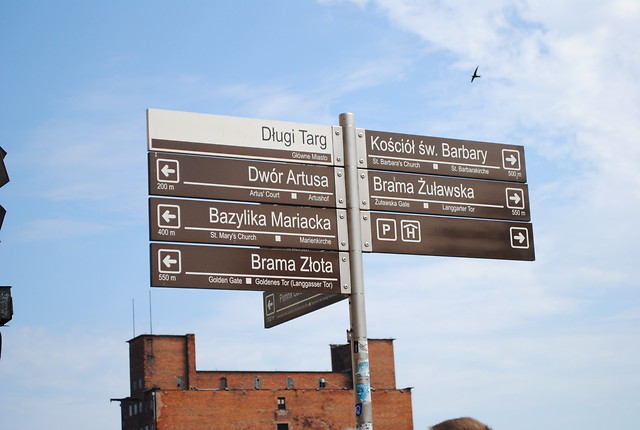 Długi Targ
Główne Miasto
Dwór Artusa
200 m
Artus' Court Artushof
Bazylika Mariacka
400 m
St. Mary's Church Marienkirche
Brama Złota
550 m
Golden Gate Goldenes Tor (Langgasser Tor)
Kościół św. Barbary
St. Barbara's Church St. Barbarakirche
500 m
Brama Żuławska
Żuławska Gate Langgarter Tor
550 m
P H